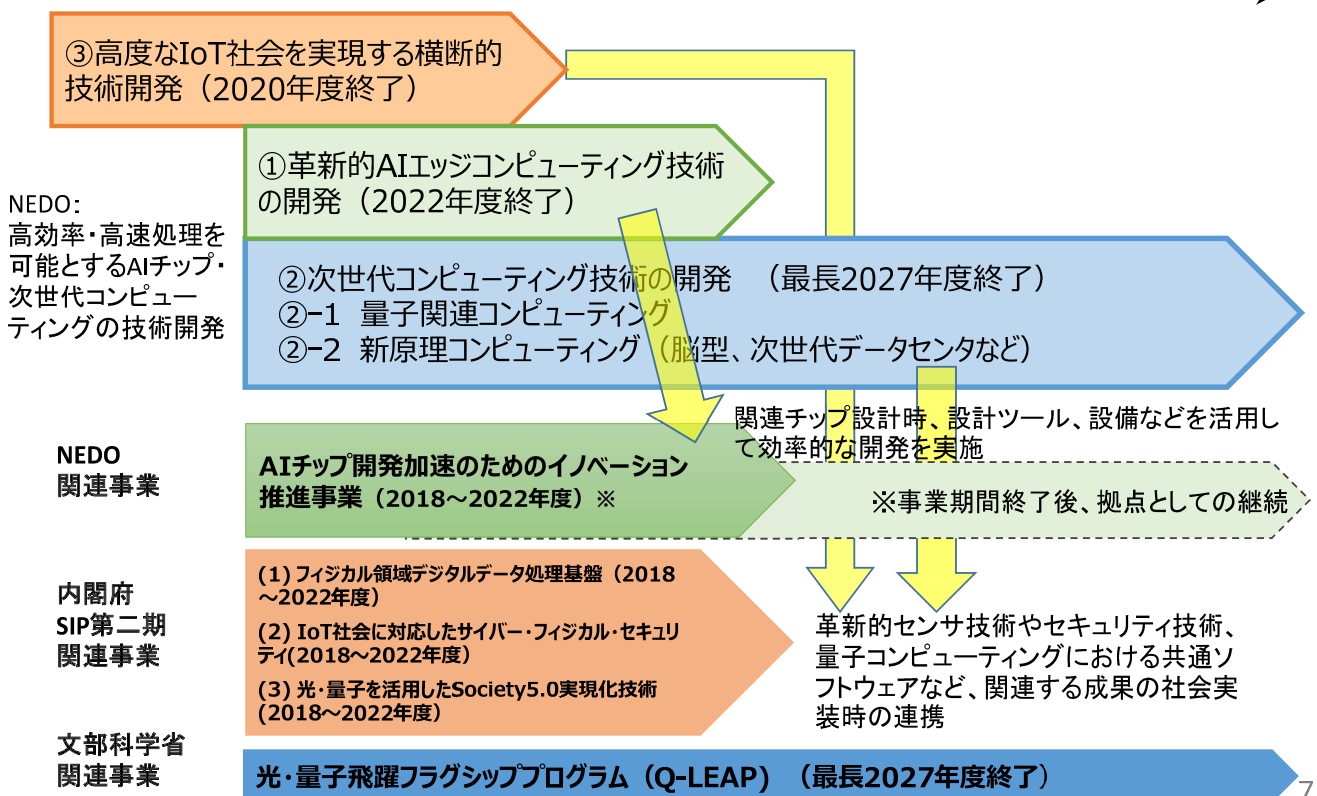 ③高度なIoT社会を実現する横断的
技術開発（2020年度終了）
①革新的AIエッジコンピューティング技術
の開発（2022年度終了）
NEDO：
高効率・高速処理を
可能とするAIチップ・
次世代コンピュー
ティングの技術開発
②次世代コンピューティング技術の開発　（最長2027年度終了）
②-1 量子関連コンピューティング
②-2 新原理コンピューティング（脳型、次世代データセンタなど）
関連チップ設計時、設計ツール、設備などを活用し
て効率的な開発を実施
NEDO
関連事業
AIチップ開発加速のためのイノベーション
推進事業（2018～2022年度）※
※事業期間終了後、拠点としての継続
内閣府
SIP第二期
関連事業
(1) フィジカル領域デジタルデータ処理基盤（2018
～2022年度）
(2) IoT社会に対応したサイバー・フィジカル・セキュリ
ティ(2018～2022年度）
(3) 光・量子を活用したSociety5.0実現化技術
(2018～2022年度）
革新的センサ技術やセキュリティ技術、
量子コンピューティングにおける共通ソ
フトウェアなど、関連する成果の社会実
装時の連携
文部科学省
関連事業
光・量子飛躍フラグシッププログラム（Q-LEAP)　（最長2027年度終了）
7